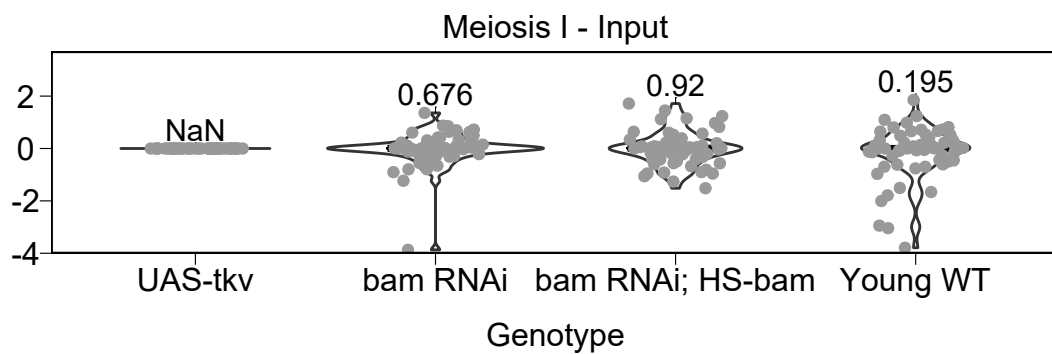 Meiosis I - Input
NaN
0.676
0.92
0.195
2
0
-2
-4
UAS-tkv
bam RNAi
bam RNAi; HS-bam
Young WT
Genotype